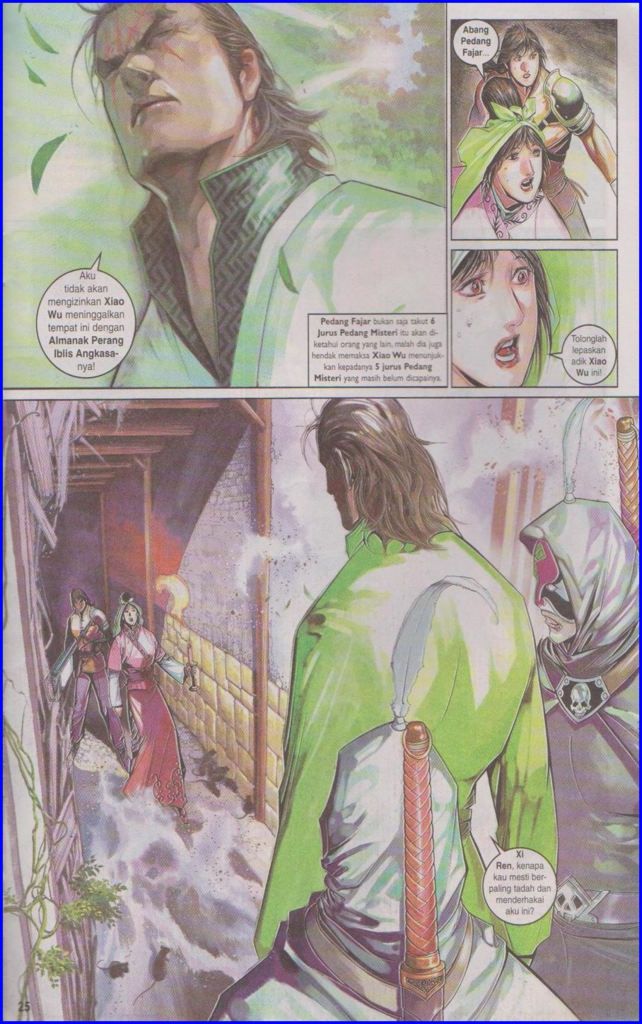 Aku
tidak akan
mengizinkan Xiao
Wu meninggalkan
tempat ini dengan
Almanak Perang
Iblis Angkasa-
nya!
Pedang Fajar bukan saja takut 6
Jurus Pedang Misteri itu akan di-
ketahui orang yang lain, malah dia juga
hendak memaksa Xiao Wu menunjuk-
kan kepadanya 5 jurus Pedang
Misteri yang masih belum dicapainya.
Abang
Pedang
Fajar...
Tolonglah
lepaskan
adik Xiao
Wu ini!
Xi
Ren, kenapa
kau mesti ber-
paling tadah dan
menderhakai
aku ini?
25